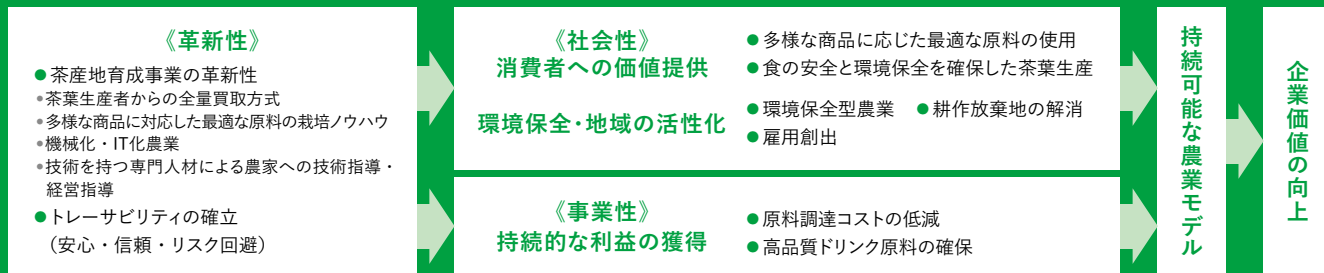 《革新性》
●茶産地育成事業の革新性
●茶葉生産者からの全量買取方式
●多様な商品に対応した最適な原料の栽培ノウハウ
●機械化・IT化農業
●技術を持つ専門人材による農家への技術指導・
経営指導
●トレーサビリティの確立
（安心・信頼・リスク回避）
《社会性》
消費者への価値提供
●多様な商品に応じた最適な原料の使用
●食の安全と環境保全を確保した茶葉生産
環境保全・地域の活性化
●環境保全型農業 ●耕作放棄地の解消
●雇用創出
《事業性》
持続的な利益の獲得
●原料調達コストの低減
●高品質ドリンク原料の確保
持続可能な農業モデル
企業価値の向上